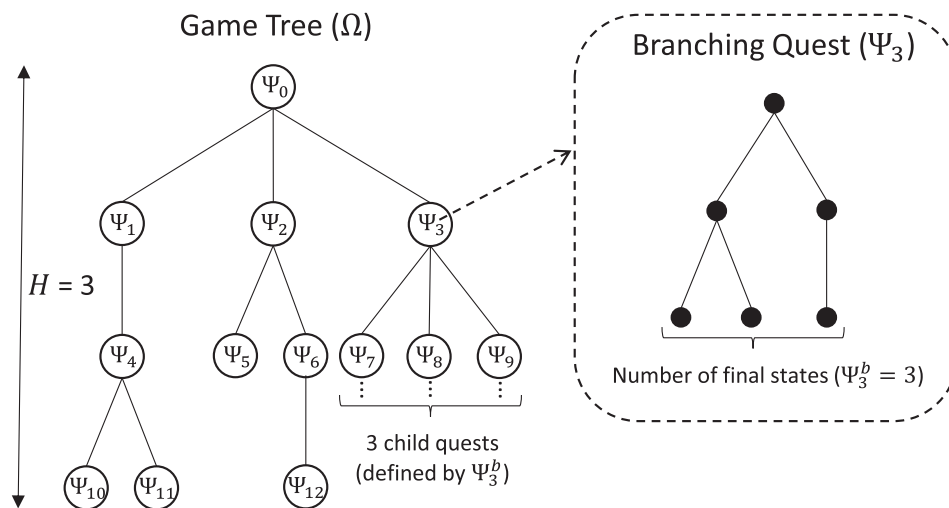 Game Tree (Ω)
Ψ₀
Ψ₁
Ψ₂
Ψ₃
H = 3
Ψ₄
Ψ₅
Ψ₆
Ψ₇
Ψ₈
Ψ₉
3 child quests
(defined by Ψ₃ᵇ)
Ψ₁₀
Ψ₁₁
Ψ₁₂
Branching Quest (Ψ₃)
Number of final states (Ψ₃ᵇ = 3)